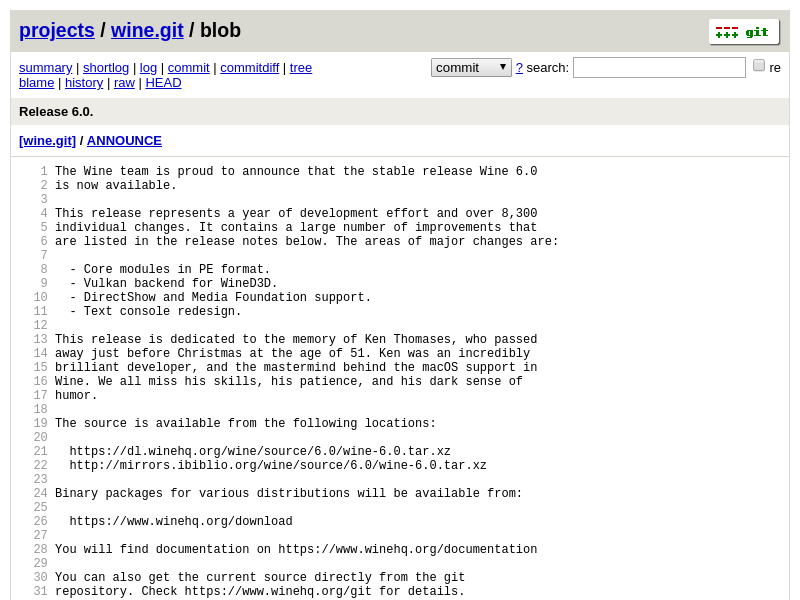 projects / wine.git / blob
git
summary | shortlog | log | commit | commitdiff | tree
blame | history | raw | HEAD
commit ? search: re
Release 6.0.
[wine.git] / ANNOUNCE
1 The Wine team is proud to announce that the stable release Wine 6.0
2 is now available.
3
4 This release represents a year of development effort and over 8,300
5 individual changes. It contains a large number of improvements that
6 are listed in the release notes below. The areas of major changes are:
7
8   - Core modules in PE format.
9   - Vulkan backend for WineD3D.
10   - DirectShow and Media Foundation support.
11   - Text console redesign.
12
13 This release is dedicated to the memory of Ken Thomases, who passed
14 away just before Christmas at the age of 51. Ken was an incredibly
15 brilliant developer, and the mastermind behind the macOS support in
16 Wine. We all miss his skills, his patience, and his dark sense of
17 humor.
18
19 The source is available from the following locations:
20
21   https://dl.winehq.org/wine/source/6.0/wine-6.0.tar.xz
22   http://mirrors.ibiblio.org/wine/source/6.0/wine-6.0.tar.xz
23
24 Binary packages for various distributions will be available from:
25
26   https://www.winehq.org/download
27
28 You will find documentation on https://www.winehq.org/documentation
29
30 You can also get the current source directly from the git
31 repository. Check https://www.winehq.org/git for details.